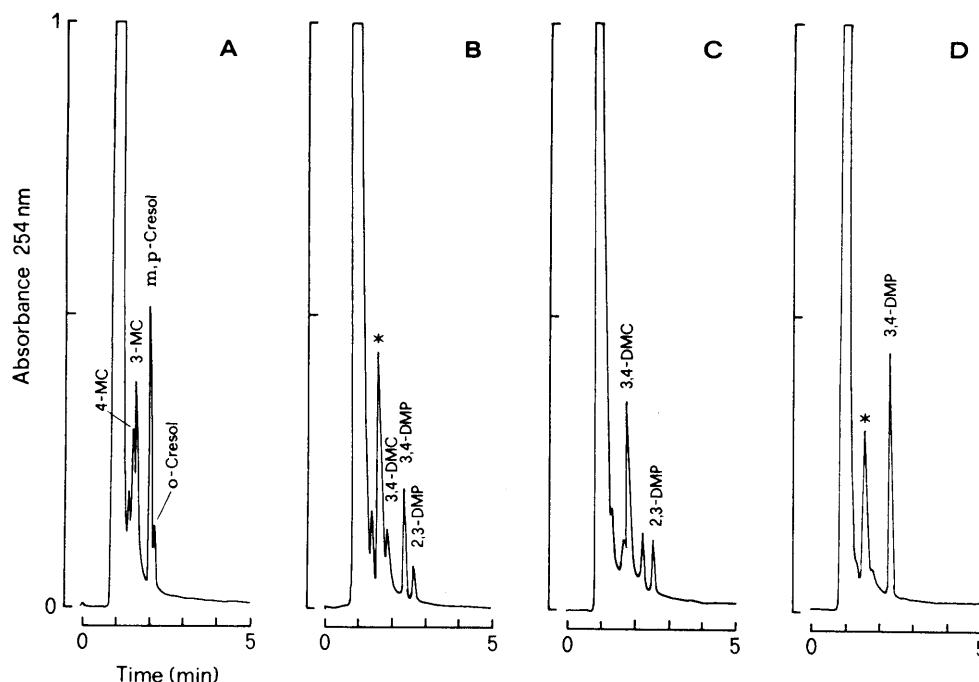 1
0
Absorbance 254 nm
A
4-MC
3-MC
m,p-Cresol
o-Cresol
0
5
Time (min)
B
*
3,4-DMC
3,4-DMP
2,3-DMP
0
5
C
3,4-DMC
2,3-DMP
0
5
D
*
3,4-DMP
0
5